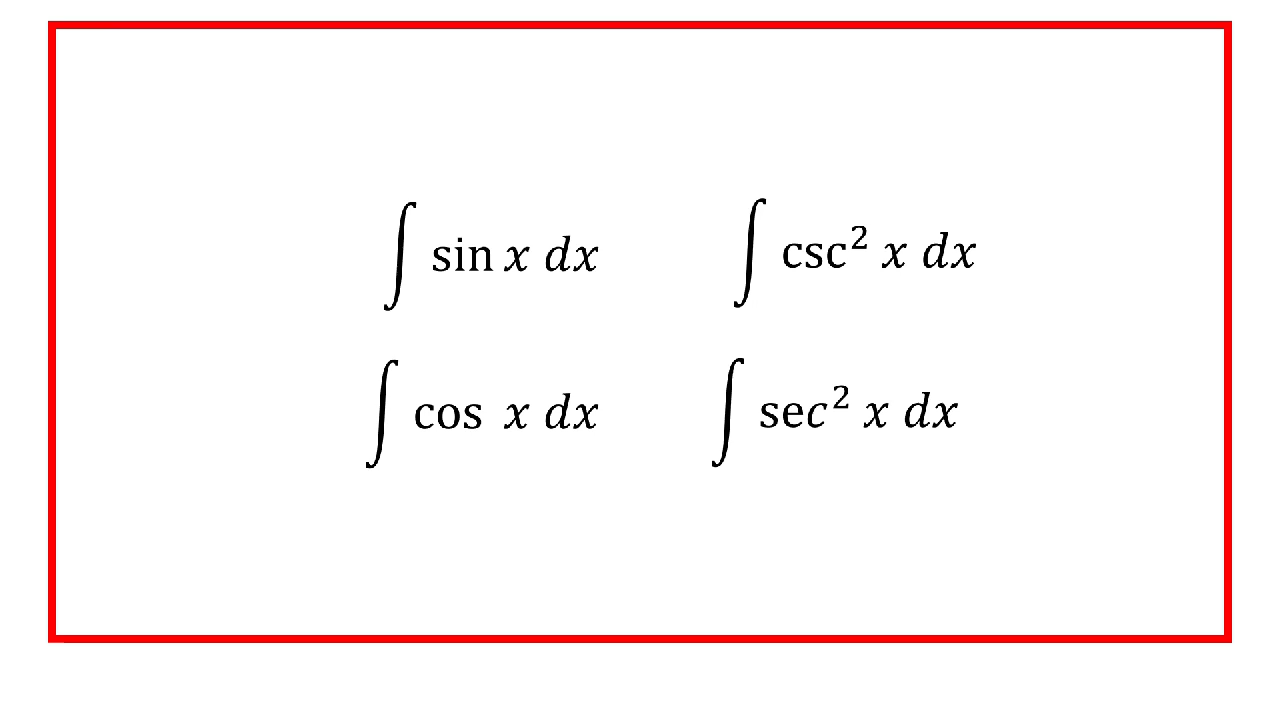 ∫ sin x dx ∫ csc² x dx
∫ cos x dx ∫ sec² x dx